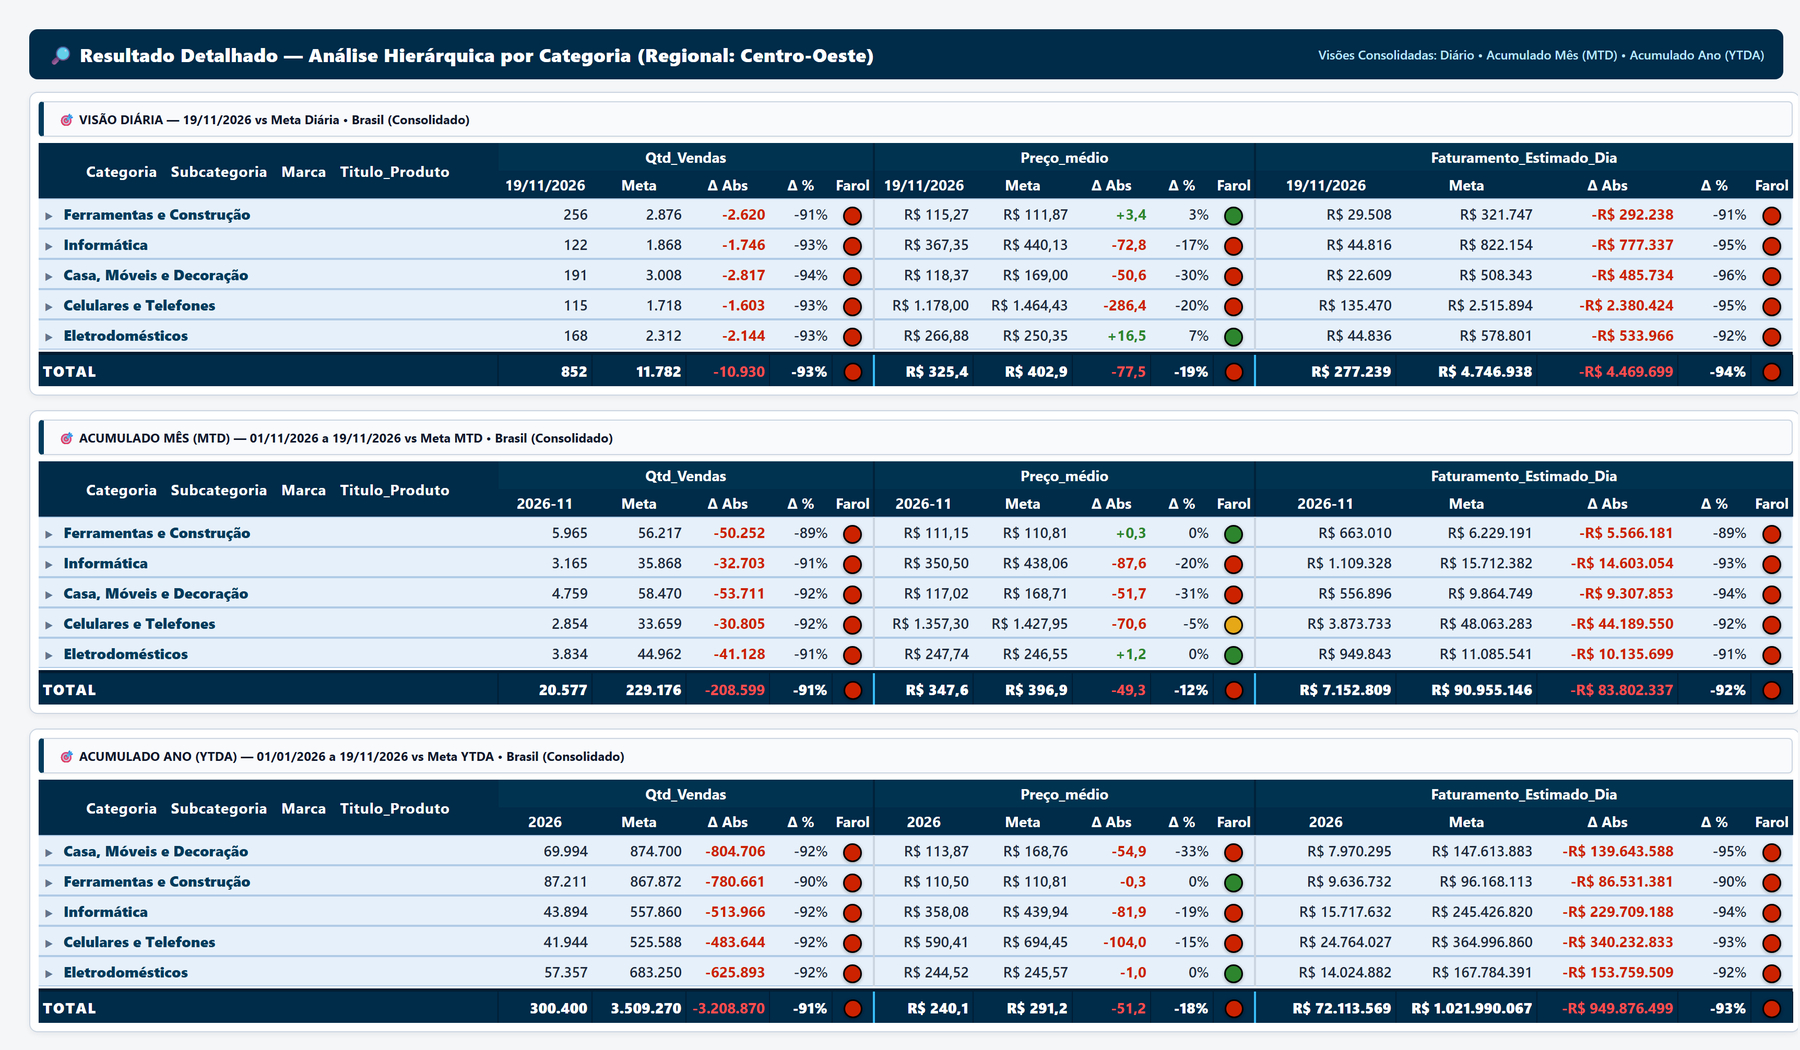 Resultado Detalhado — Análise Hierárquica por Categoria (Regional: Centro-Oeste)
Visões Consolidadas: Diário • Acumulado Mês (MTD) • Acumulado Ano (YTDA)
VISÃO DIÁRIA — 19/11/2026 vs Meta Diária • Brasil (Consolidado)
Categoria Subcategoria Marca Titulo_Produto Qtd_Vendas Preço_médio Faturamento_Estimado_Dia
19/11/2026 Meta Δ Abs Δ % Farol 19/11/2026 Meta Δ Abs Δ % Farol 19/11/2026 Meta Δ Abs Δ % Farol
Ferramentas e Construção 256 2.876 -2.620 -91% R$ 115,27 R$ 111,87 +3,4 3% R$ 29.508 R$ 321.747 -R$ 292.238 -91%
Informática 122 1.868 -1.746 -93% R$ 367,35 R$ 440,13 -72,8 -17% R$ 44.816 R$ 822.154 -R$ 777.337 -95%
Casa, Móveis e Decoração 191 3.008 -2.817 -94% R$ 118,37 R$ 169,00 -50,6 -30% R$ 22.609 R$ 508.343 -R$ 485.734 -96%
Celulares e Telefones 115 1.718 -1.603 -93% R$ 1.178,00 R$ 1.464,43 -286,4 -20% R$ 135.470 R$ 2.515.894 -R$ 2.380.424 -95%
Eletrodomésticos 168 2.312 -2.144 -93% R$ 266,88 R$ 250,35 +16,5 7% R$ 44.836 R$ 578.801 -R$ 533.966 -92%
TOTAL 852 11.782 -10.930 -93% R$ 325,4 R$ 402,9 -77,5 -19% R$ 277.239 R$ 4.746.938 -R$ 4.469.699 -94%
ACUMULADO MÊS (MTD) — 01/11/2026 a 19/11/2026 vs Meta MTD • Brasil (Consolidado)
Categoria Subcategoria Marca Titulo_Produto Qtd_Vendas Preço_médio Faturamento_Estimado_Dia
2026-11 Meta Δ Abs Δ % Farol 2026-11 Meta Δ Abs Δ % Farol 2026-11 Meta Δ Abs Δ % Farol
Ferramentas e Construção 5.965 56.217 -50.252 -89% R$ 111,15 R$ 110,81 +0,3 0% R$ 663.010 R$ 6.229.191 -R$ 5.566.181 -89%
Informática 3.165 35.868 -32.703 -91% R$ 350,50 R$ 438,06 -87,6 -20% R$ 1.109.328 R$ 15.712.382 -R$ 14.603.054 -93%
Casa, Móveis e Decoração 4.759 58.470 -53.711 -92% R$ 117,02 R$ 168,71 -51,7 -31% R$ 556.896 R$ 9.864.749 -R$ 9.307.853 -94%
Celulares e Telefones 2.854 33.659 -30.805 -92% R$ 1.357,30 R$ 1.427,95 -70,6 -5% R$ 3.873.733 R$ 48.063.283 -R$ 44.189.550 -92%
Eletrodomésticos 3.834 44.962 -41.128 -91% R$ 247,74 R$ 246,55 +1,2 0% R$ 949.843 R$ 11.085.541 -R$ 10.135.699 -91%
TOTAL 20.577 229.176 -208.599 -91% R$ 347,6 R$ 396,9 -49,3 -12% R$ 7.152.809 R$ 90.955.146 -R$ 83.802.337 -92%
ACUMULADO ANO (YTDA) — 01/01/2026 a 19/11/2026 vs Meta YTDA • Brasil (Consolidado)
Categoria Subcategoria Marca Titulo_Produto Qtd_Vendas Preço_médio Faturamento_Estimado_Dia
2026 Meta Δ Abs Δ % Farol 2026 Meta Δ Abs Δ % Farol 2026 Meta Δ Abs Δ % Farol
Casa, Móveis e Decoração 69.994 874.700 -804.706 -92% R$ 113,87 R$ 168,76 -54,9 -33% R$ 7.970.295 R$ 147.613.883 -R$ 139.643.588 -95%
Ferramentas e Construção 87.211 867.872 -780.661 -90% R$ 110,50 R$ 110,81 -0,3 0% R$ 9.636.732 R$ 96.168.113 -R$ 86.531.381 -90%
Informática 43.894 557.860 -513.966 -92% R$ 358,08 R$ 439,94 -81,9 -19% R$ 15.717.632 R$ 245.426.820 -R$ 229.709.188 -94%
Celulares e Telefones 41.944 525.588 -483.644 -92% R$ 590,41 R$ 694,45 -104,0 -15% R$ 24.764.027 R$ 364.996.860 -R$ 340.232.833 -93%
Eletrodomésticos 57.357 683.250 -625.893 -92% R$ 244,52 R$ 245,57 -1,0 0% R$ 14.024.882 R$ 167.784.391 -R$ 153.759.509 -92%
TOTAL 300.400 3.509.270 -3.208.870 -91% R$ 240,1 R$ 291,2 -51,2 -18% R$ 72.113.569 R$ 1.021.990.067 -R$ 949.876.499 -93%